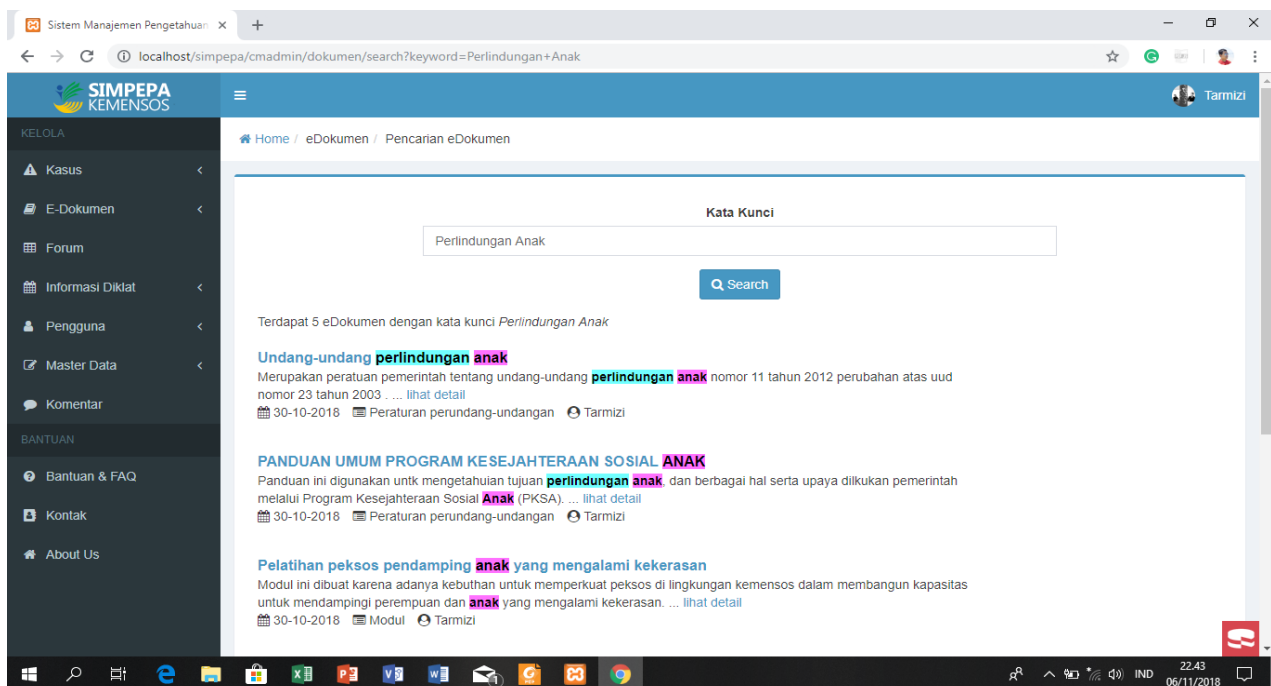 Sistem Manajemen Pengetahuan
localhost/simpepa/cmadmin/dokumen/search?keyword=Perlindungan+Anak
SIMPEPA
KEMENSOS
Tarmizi
KELOLA
Home / eDokumen / Pencarian eDokumen
Kasus
E-Dokumen
Forum
Informasi Diklat
Pengguna
Master Data
Komentar
BANTUAN
Bantuan & FAQ
Kontak
About Us
Kata Kunci
Perlindungan Anak
Search
Terdapat 5 eDokumen dengan kata kunci Perlindungan Anak
Undang-undang perlindungan anak
Merupakan peratuan pemerintah tentang undang-undang perlindungan anak nomor 11 tahun 2012 perubahan atas uud
nomor 23 tahun 2003 . ... lihat detail
30-10-2018 Peraturan perundang-undangan Tarmizi
PANDUAN UMUM PROGRAM KESEJAHTERAAN SOSIAL ANAK
Panduan ini digunakan untk mengetahuian tujuan perlindungan anak, dan berbagai hal serta upaya dilkukan pemerintah
melalui Program Kesejahteraan Sosial Anak (PKSA). ... lihat detail
30-10-2018 Peraturan perundang-undangan Tarmizi
Pelatihan peksos pendamping anak yang mengalami kekerasan
Modul ini dibuat karena adanya kebuthan untuk memperkuat peksos di lingkungan kemensos dalam membangun kapasitas
untuk mendampingi perempuan dan anak yang mengalami kekerasan. ... lihat detail
30-10-2018 Modul Tarmizi
IND
22.43
06/11/2018